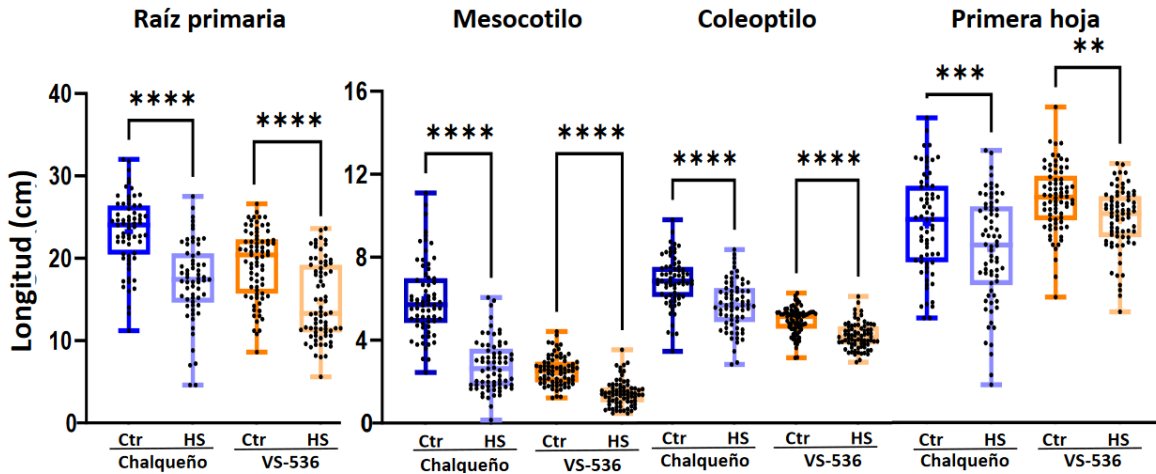 Raíz primaria Mesocotilo Coleoptilo Primera hoja
Longitud (cm)
40
30
20
10
0
16
12
8
4
0
**** **** **** **** **** **** *** **
Ctr HS Ctr HS Ctr HS Ctr HS Ctr HS Ctr HS Ctr HS Ctr HS
Chalqueño VS-536 Chalqueño VS-536 Chalqueño VS-536 Chalqueño VS-536